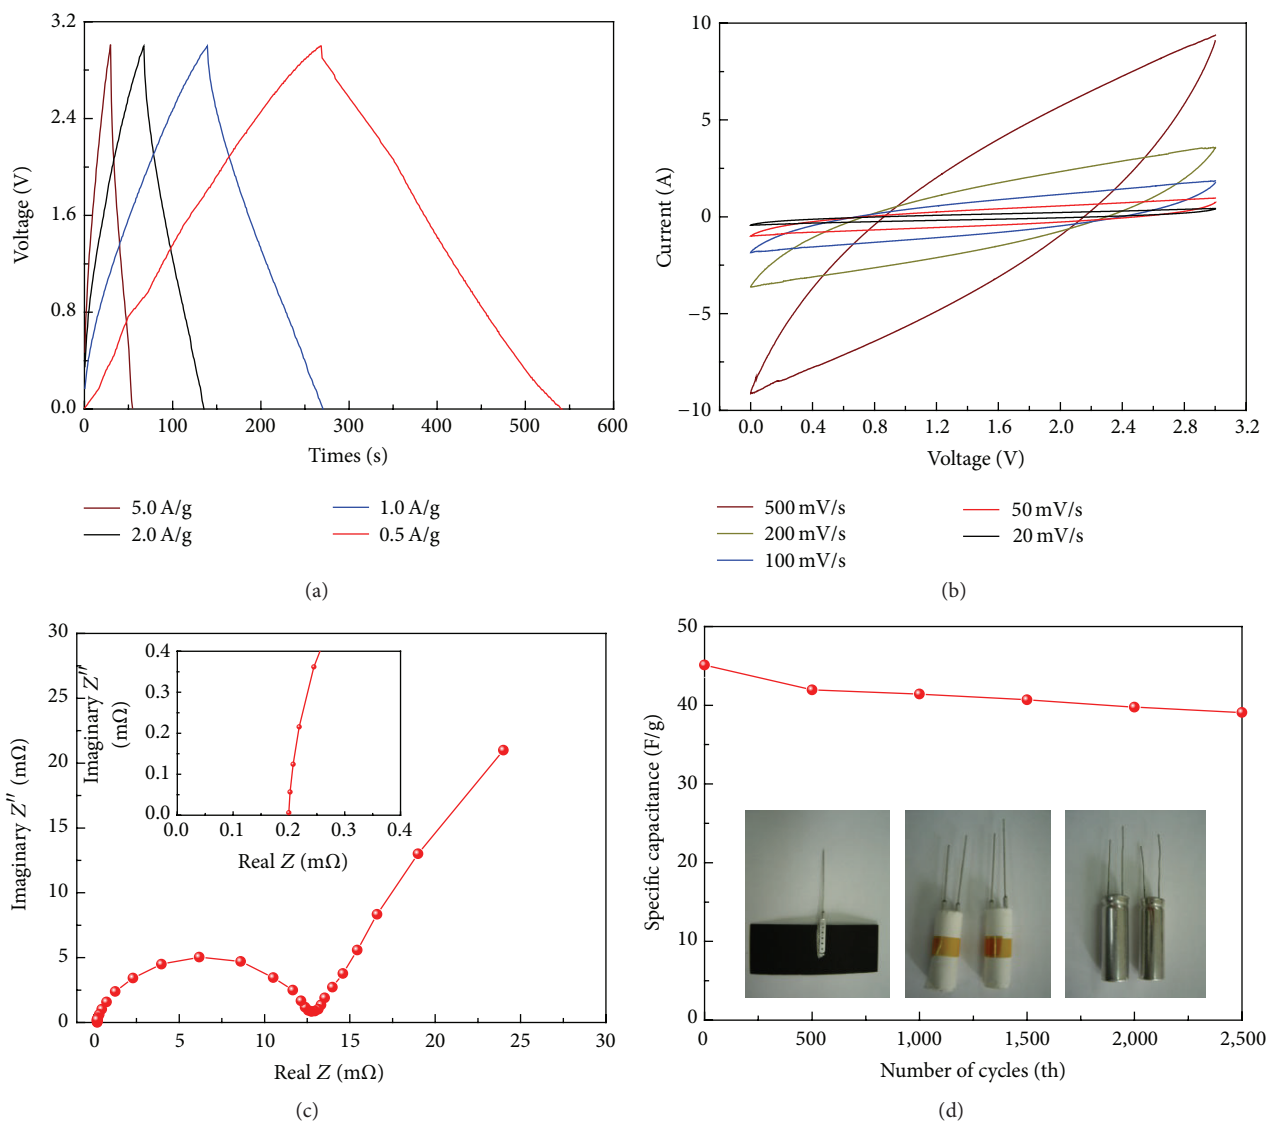 3.2
2.4
1.6
0.8
0.0
Voltage (V)
0
100
200
300
400
500
600
Times (s)
5.0 A/g
1.0 A/g
2.0 A/g
0.5 A/g
(a)
10
5
0
−5
−10
Current (A)
0.0
0.4
0.8
1.2
1.6
2.0
2.4
2.8
3.2
Voltage (V)
500 mV/s
50 mV/s
200 mV/s
20 mV/s
100 mV/s
(b)
30
25
20
15
10
5
0
Imaginary Z″ (mΩ)
0
5
10
15
20
25
30
Real Z (mΩ)
0.4
0.3
0.2
0.1
0.0
Imaginary Z″
(mΩ)
0.0
0.1
0.2
0.3
0.4
Real Z (mΩ)
(c)
50
40
30
20
10
0
Specific capacitance (F/g)
0
500
1,000
1,500
2,000
2,500
Number of cycles (th)
(d)